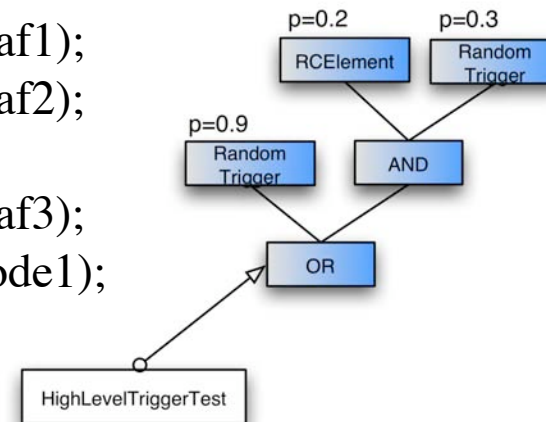 af1);
af2);
af3);
ode1);
p=0.2
p=0.3
RCElement
Random
Trigger
p=0.9
Random
Trigger
AND
OR
HighLevelTriggerTest